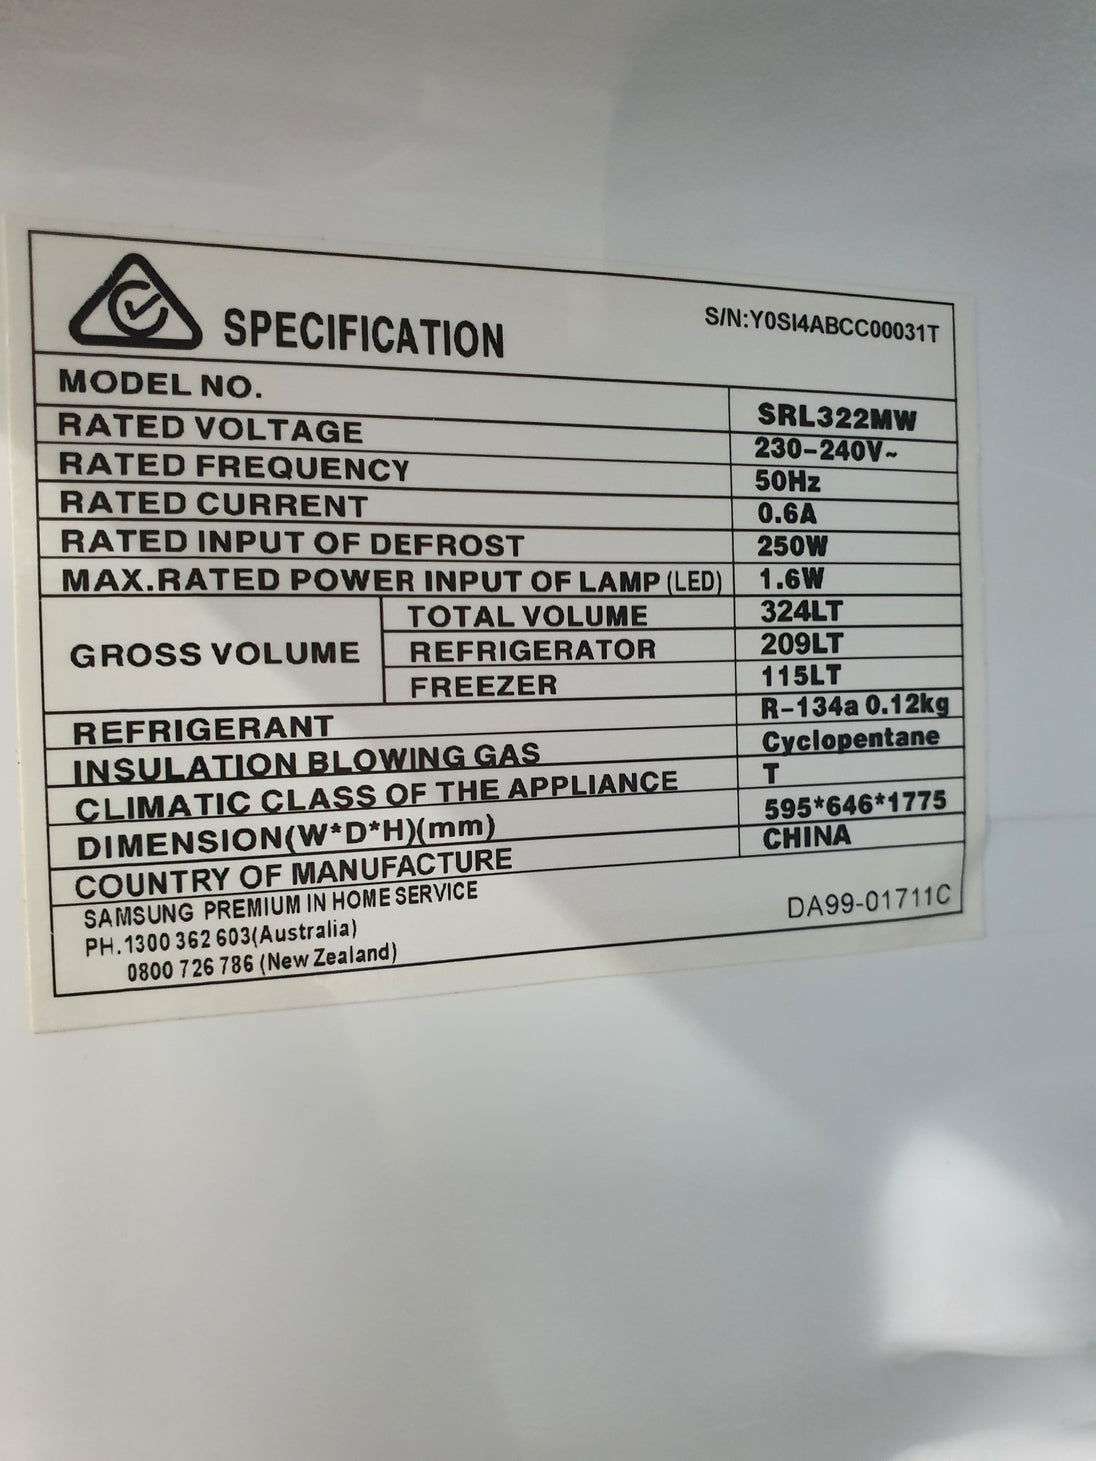 SPECIFICATION S/N:Y0SI4ABCC00031T
MODEL NO. SRL322MW
RATED VOLTAGE 230-240V~
RATED FREQUENCY 50Hz
RATED CURRENT 0.6A
RATED INPUT OF DEFROST 250W
MAX.RATED POWER INPUT OF LAMP (LED) 1.6W
GROSS VOLUME
TOTAL VOLUME 324LT
REFRIGERATOR 209LT
FREEZER 115LT
REFRIGERANT R-134a 0.12kg
INSULATION BLOWING GAS Cyclopentane
CLIMATIC CLASS OF THE APPLIANCE T
DIMENSION(W*D*H)(mm) 595*646*1775
COUNTRY OF MANUFACTURE CHINA
SAMSUNG PREMIUM IN HOME SERVICE
PH.1300 362 603(Australia)
0800 726 786 (New Zealand)
DA99-01711C